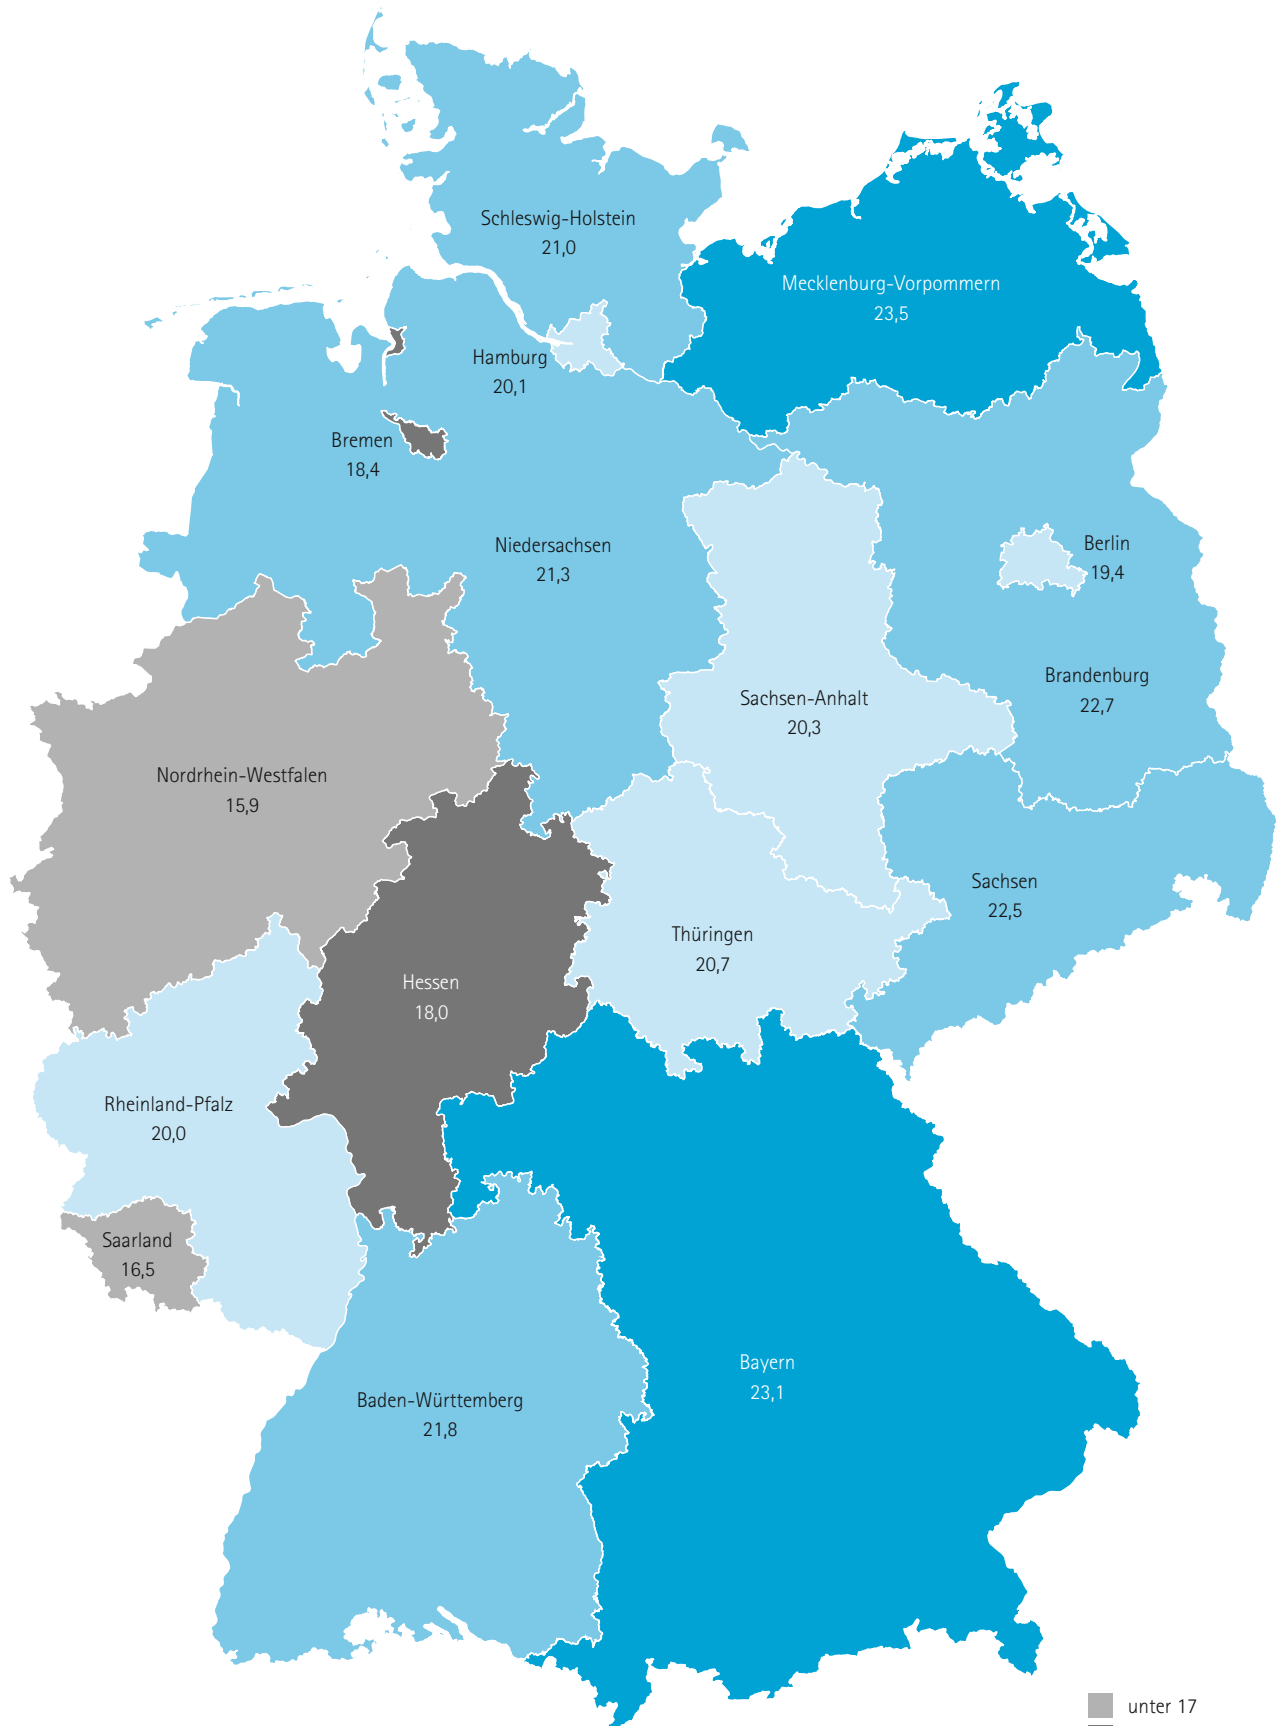 Schleswig-Holstein
21,0
Mecklenburg-Vorpommern
23,5
Hamburg
20,1
Bremen
18,4
Niedersachsen
21,3
Berlin
19,4
Brandenburg
22,7
Sachsen-Anhalt
20,3
Nordrhein-Westfalen
15,9
Sachsen
22,5
Thüringen
20,7
Hessen
18,0
Rheinland-Pfalz
20,0
Saarland
16,5
Bayern
23,1
Baden-Württemberg
21,8
unter 17